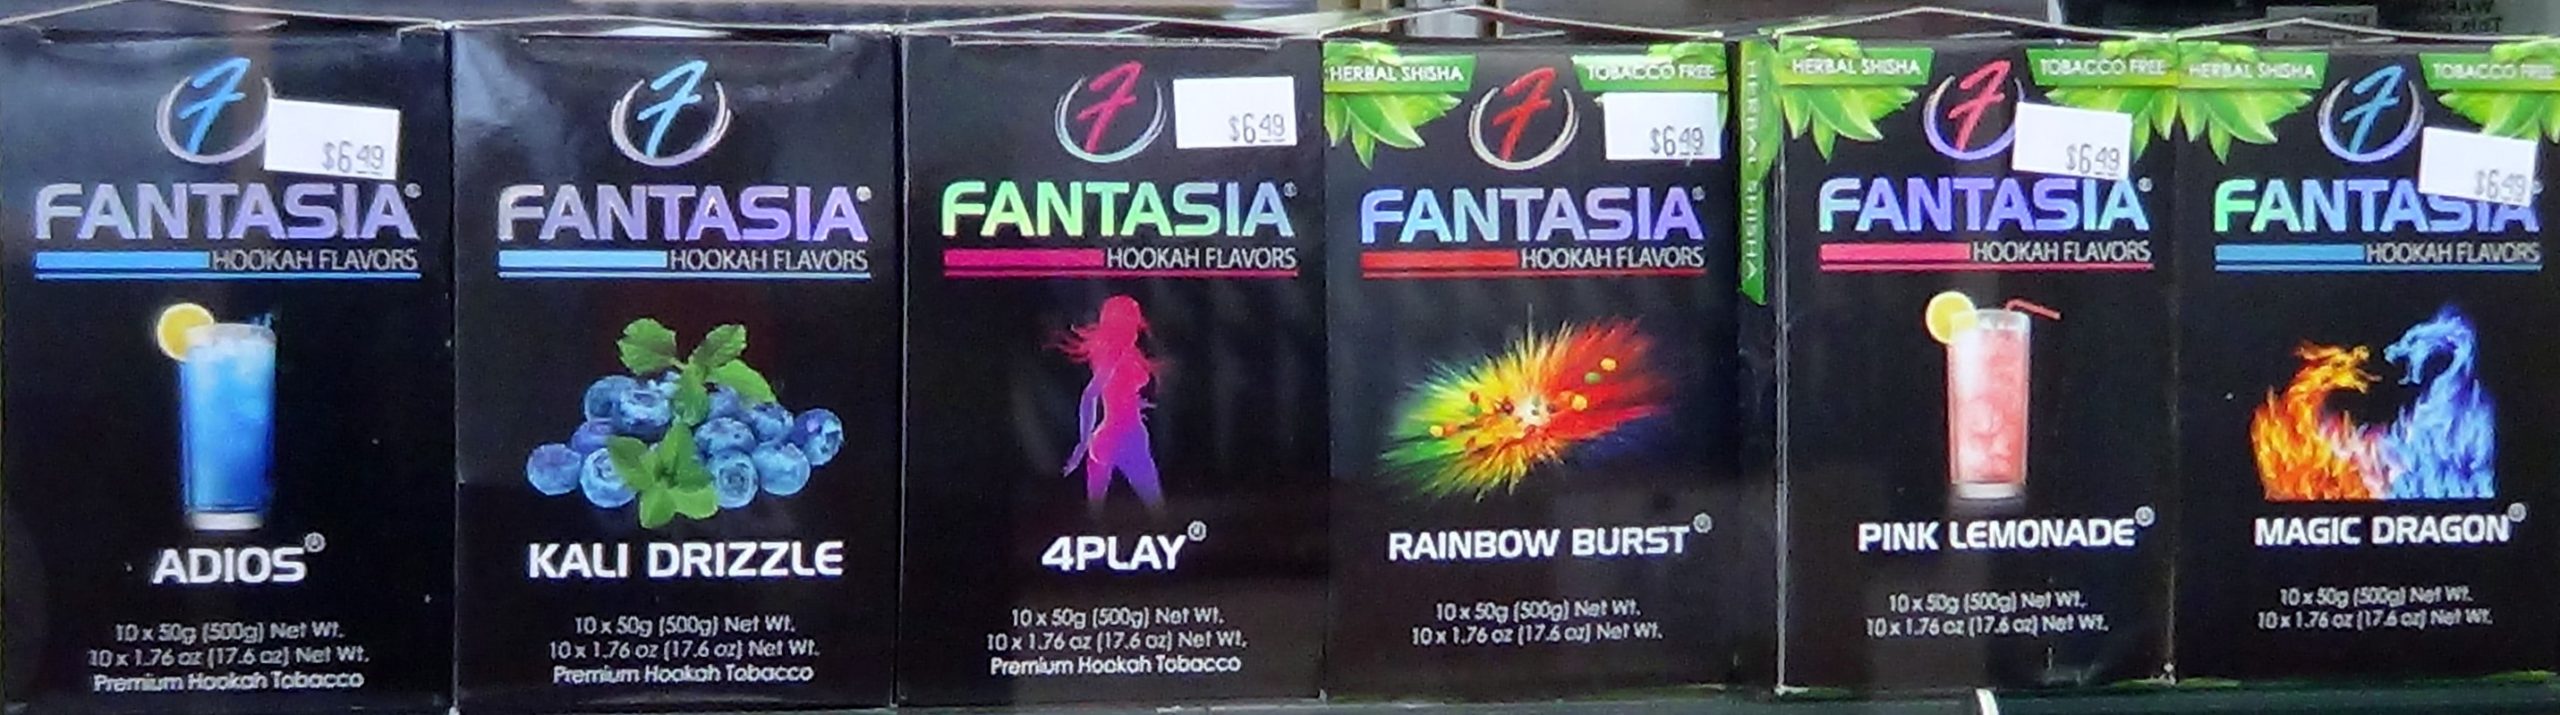 $6.49
FANTASIA®
HOOKAH FLAVORS
ADIOS®
10 x 50g (500g) Net Wt.
10 x 1.76 oz (17.6 oz) Net Wt.
Premium Hookah Tobacco
FANTASIA®
HOOKAH FLAVORS
KALI DRIZZLE
10 x 50g (500g) Net Wt.
10 x 1.76 oz (17.6 oz) Net Wt.
Premium Hookah Tobacco
$6.49
FANTASIA®
HOOKAH FLAVORS
4PLAY®
10 x 50g (500g) Net Wt.
10 x 1.76 oz (17.6 oz) Net Wt.
Premium Hookah Tobacco
HERBAL SHISHA
TOBACCO FREE
$6.49
FANTASIA®
HOOKAH FLAVORS
RAINBOW BURST®
10 x 50g (500g) Net Wt.
10 x 1.76 oz (17.6 oz) Net Wt.
HERBAL SHISHA
HERBAL SHISHA
TOBACCO FREE
$6.49
FANTASIA®
HOOKAH FLAVORS
PINK LEMONADE®
10 x 50g (500g) Net Wt.
10 x 1.76 oz (17.6 oz) Net Wt.
HERBAL SHISHA
TOBACCO FREE
$6.49
FANTASIA
HOOKAH FLAVORS
MAGIC DRAGON®
10 x 50g (500g) Net Wt.
10 x 1.76 oz (17.6 oz) Net Wt.